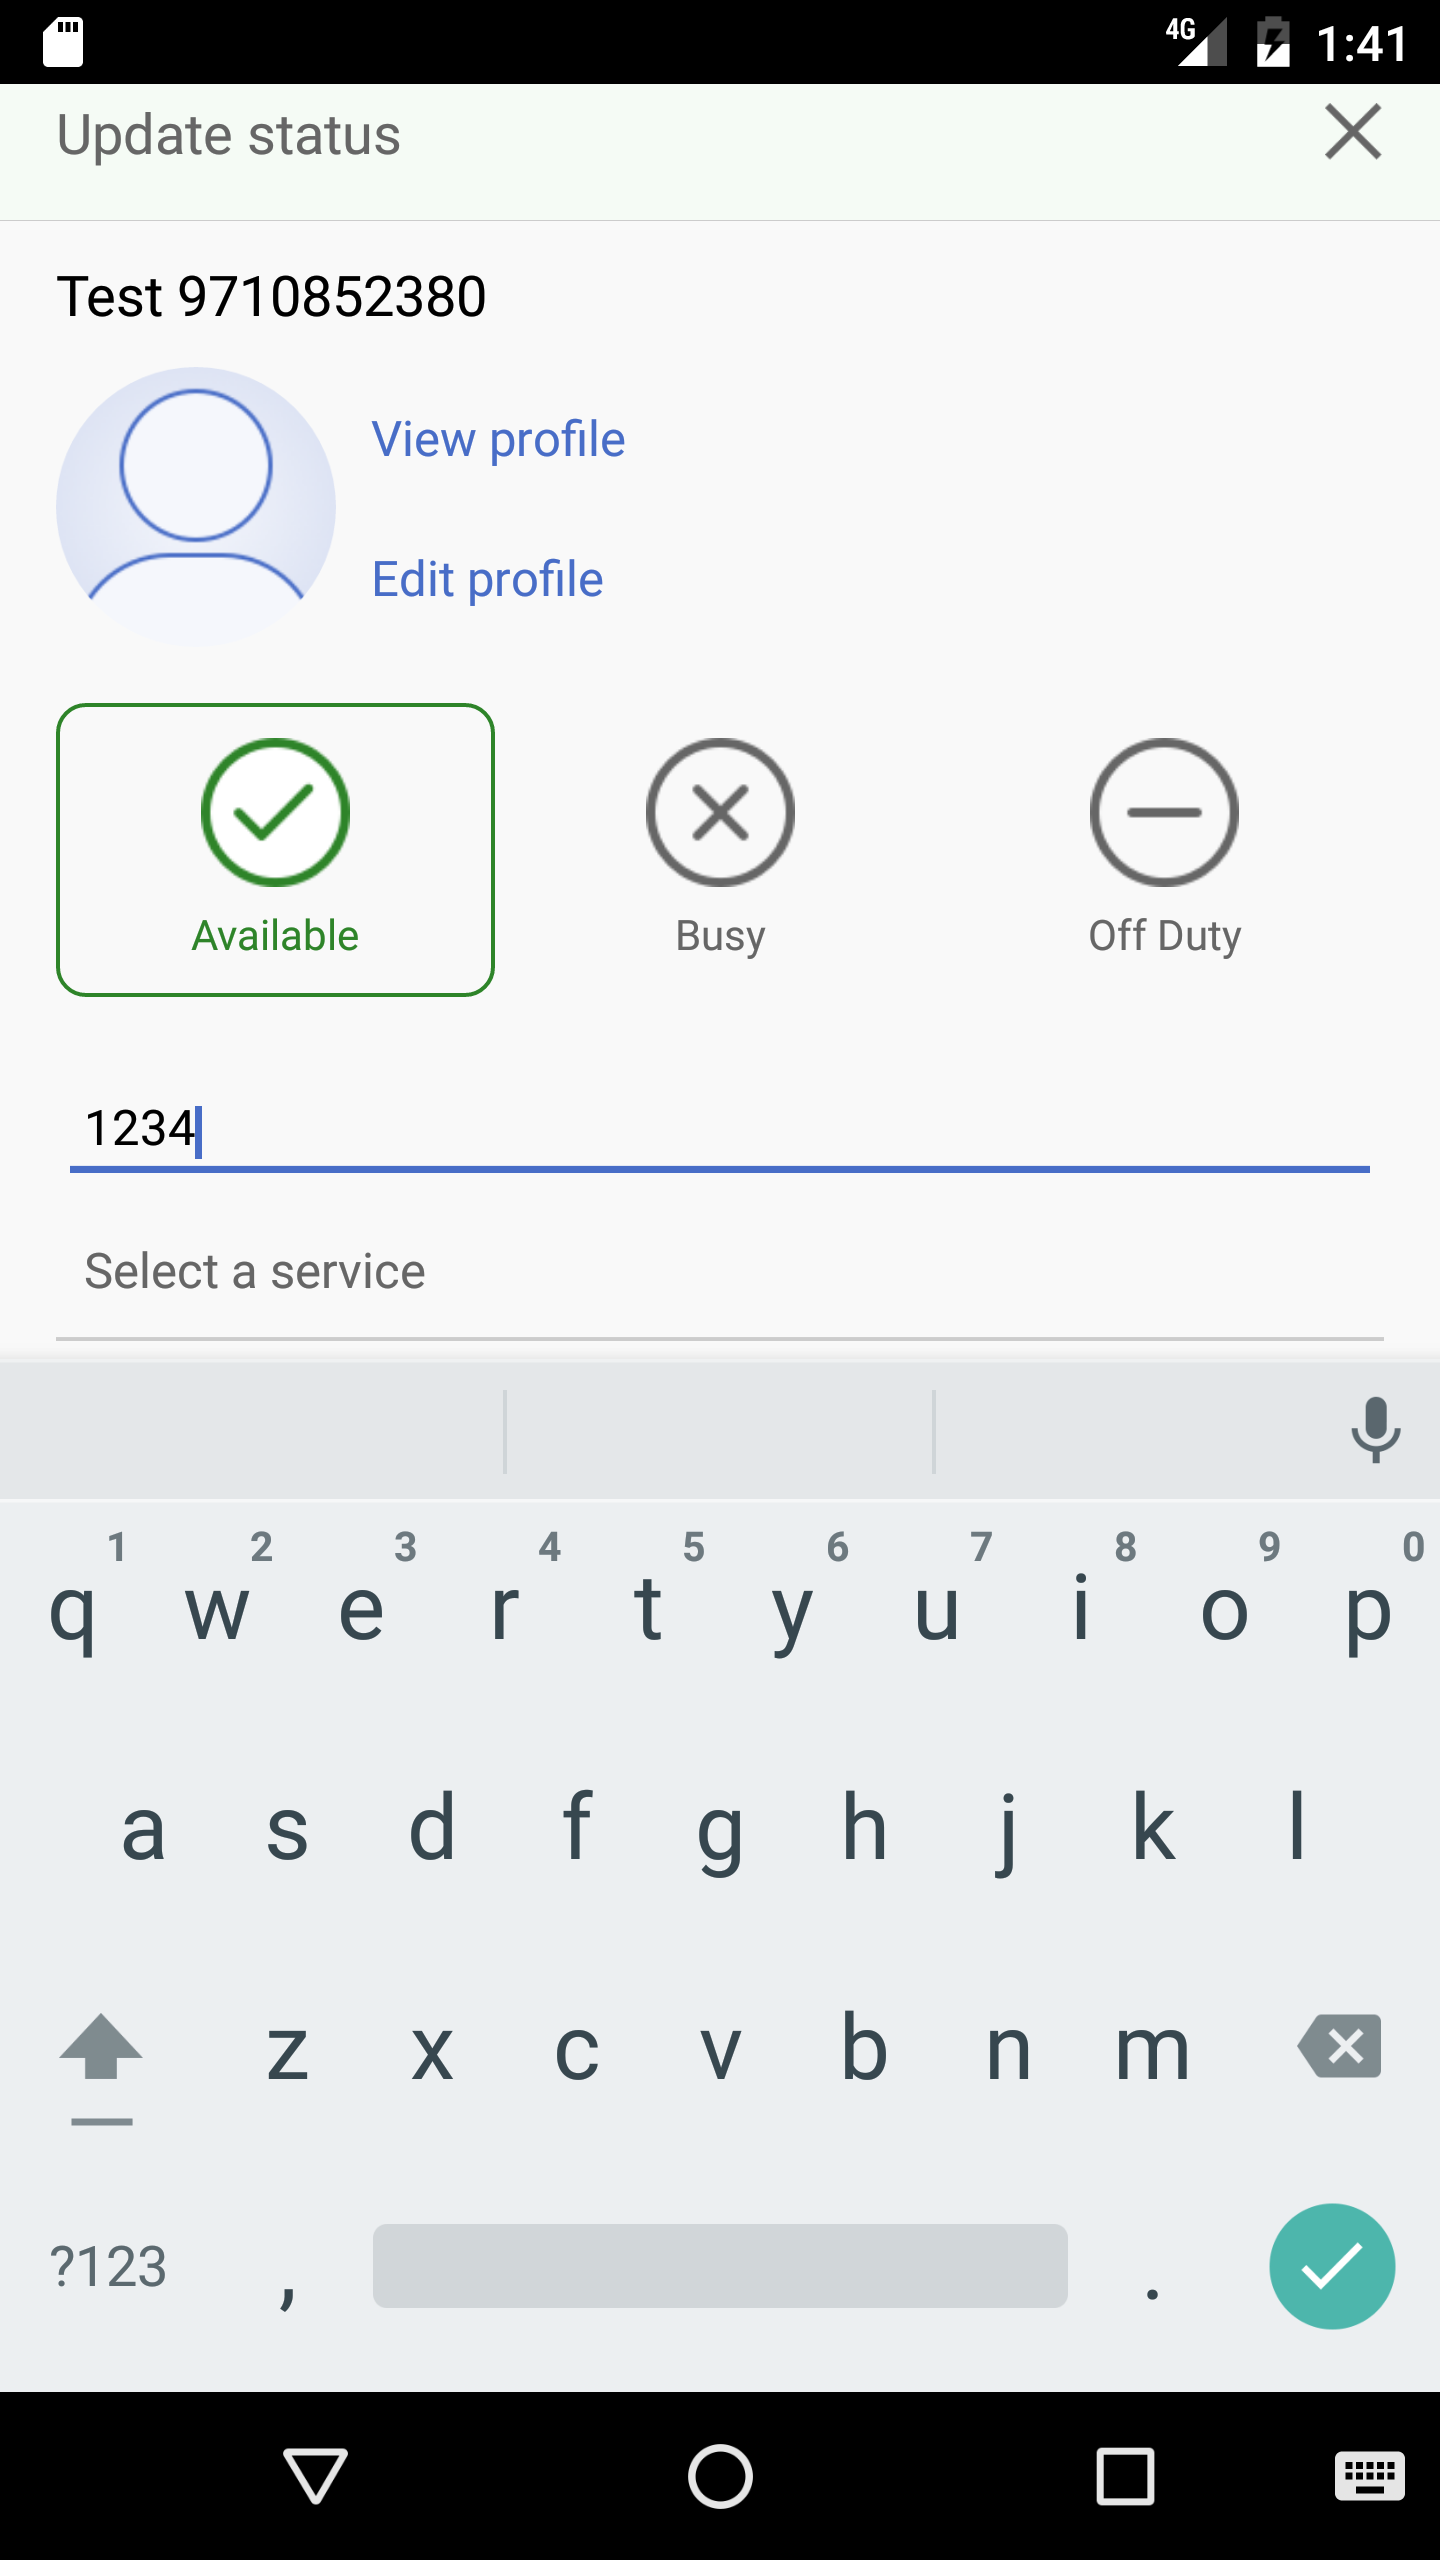 4G 1:41
Update status
Test 9710852380
View profile
Edit profile
Available Busy Off Duty
1234
Select a service
1 2 3 4 5 6 7 8 9 0
q w e r t y u i o p
a s d f g h j k l
z x c v b n m
?123 , .